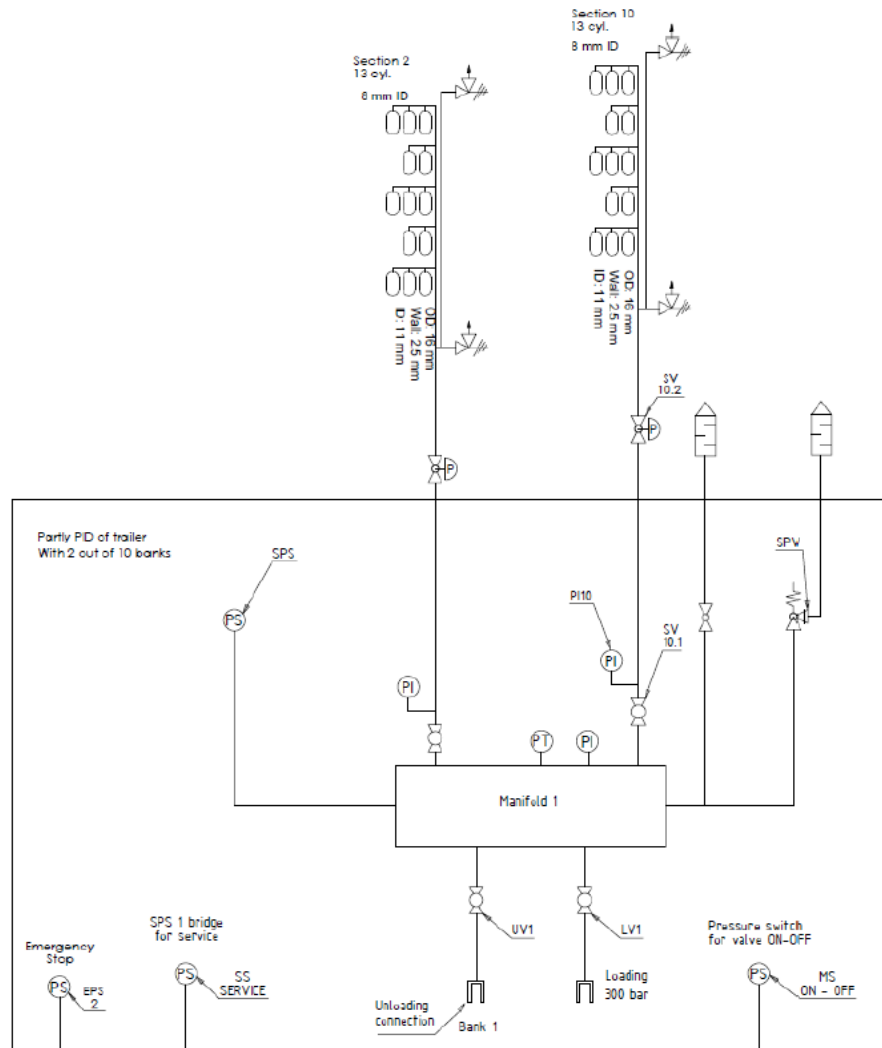 Section 10
13 cyl.
8 mm ID
Section 2
13 cyl.
8 mm ID
OD: 16 mm
Wall: 2.5 mm
ID: 11 mm
OD: 16 mm
Wall: 2.5 mm
ID: 11 mm
SV
10.2
P
P
Partly PID of trailer
With 2 out of 10 banks
SPS
SPW
PS
PI10
SV
10.1
PI
PI
PT
PI
Manifold 1
UV1
LV1
SPS 1 bridge
for service
Pressure switch
for valve ON-OFF
Emergency
Stop
PS
EPS
2
PS
SS
SERVICE
Unloading
connection
Bank 1
Loading
300 bar
PS
MS
ON - OFF